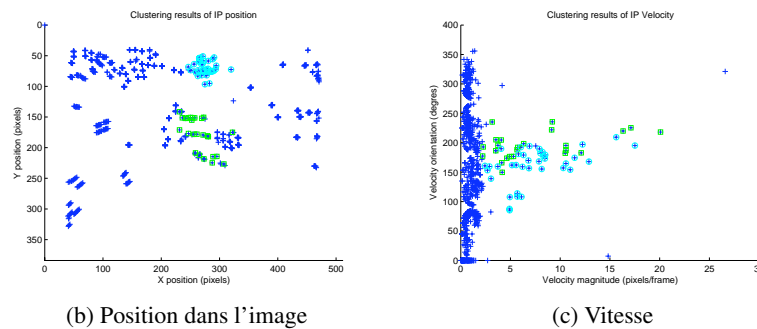 Clustering results of IP position
0
50
100
150
200
250
300
350
Y position (pixels)
0 100 200 300 400 500
X position (pixels)
(b) Position dans l'image
Clustering results of IP Velocity
400
350
300
250
200
150
100
50
0
Velocity orientation (degres)
0 5 10 15 20 25 30
Velocity magnitude (pixels/frame)
(c) Vitesse